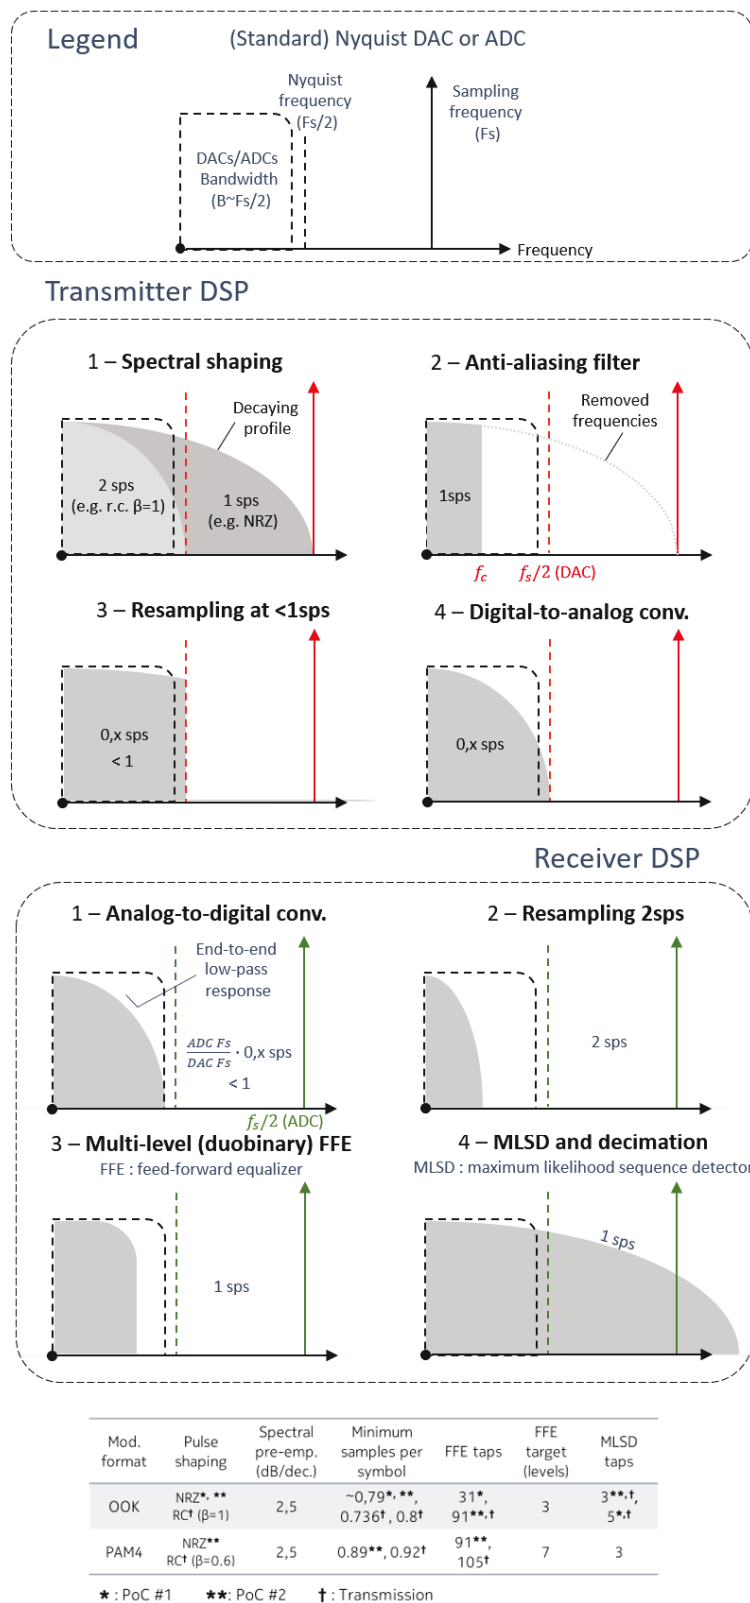 Legend
(Standard) Nyquist DAC or ADC
Nyquist
frequency
(Fs/2)
Sampling
frequency
(Fs)
DACs/ADCs
Bandwidth
(B~Fs/2)
Frequency
Transmitter DSP
1 – Spectral shaping
Decaying
profile
2 sps
(e.g. r.c. β=1)
1 sps
(e.g. NRZ)
2 – Anti-aliasing filter
Removed
frequencies
1sps
f_c
f_s/2 (DAC)
3 – Resampling at <1sps
0,x sps
< 1
4 – Digital-to-analog conv.
0,x sps
Receiver DSP
1 – Analog-to-digital conv.
End-to-end
low-pass
response
ADC Fs
DAC Fs
· 0,x sps
< 1
f_s/2 (ADC)
2 – Resampling 2sps
2 sps
3 – Multi-level (duobinary) FFE
FFE : feed-forward equalizer
1 sps
4 – MLSD and decimation
MLSD : maximum likelihood sequence detector
1 sps
Mod. format | Pulse shaping | Spectral pre-emp. (dB/dec.) | Minimum samples per symbol | FFE taps | FFE target (levels) | MLSD taps
OOK | NRZ*, ** RC† (β=1) | 2,5 | ~0,79*, **, 0.736†, 0.8† | 31*, 91**,† | 3 | 3**,†, 5*,†
PAM4 | NRZ** RC† (β=0.6) | 2,5 | 0.89**, 0.92† | 91**, 105† | 7 | 3
* : PoC #1 **: PoC #2 † : Transmission